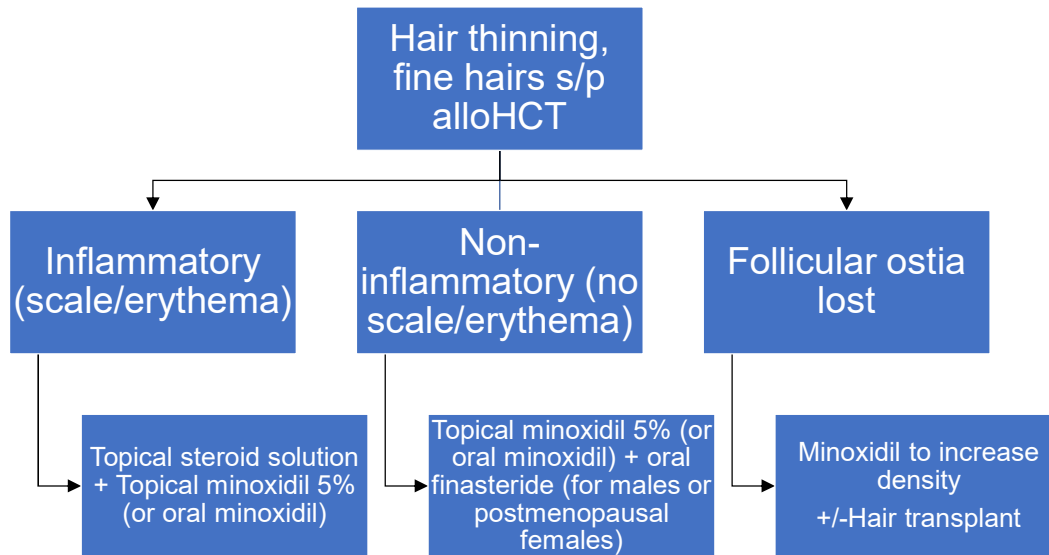 Hair thinning,
fine hairs s/p
alloHCT
Inflammatory
(scale/erythema)
Non-
inflammatory (no
scale/erythema)
Follicular ostia
lost
Topical steroid solution
+ Topical minoxidil 5%
(or oral minoxidil)
Topical minoxidil 5% (or
oral minoxidil) + oral
finasteride (for males or
postmenopausal
females)
Minoxidil to increase
density
+/-Hair transplant